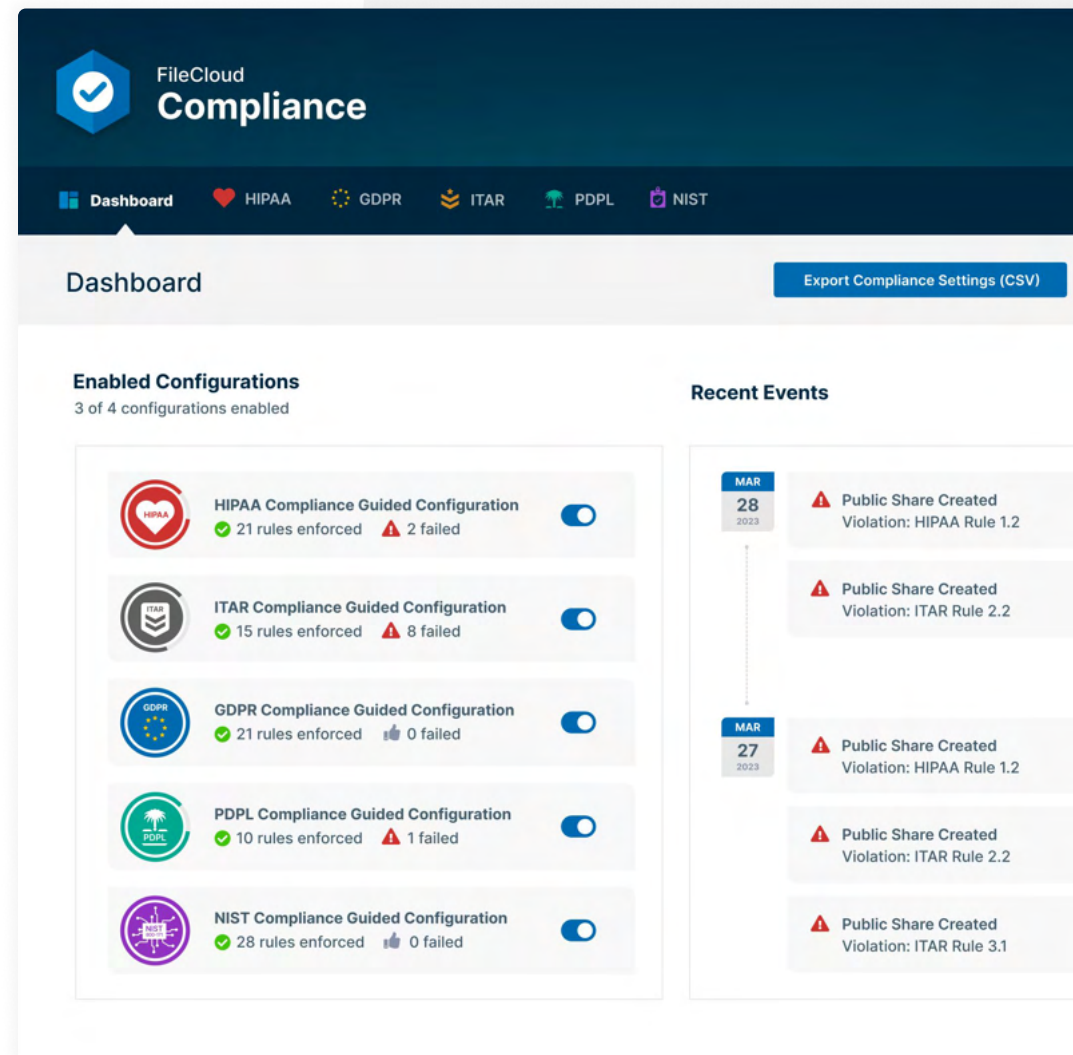 FileCloud
Compliance
Dashboard HIPAA GDPR ITAR PDPL NIST
Dashboard
Export Compliance Settings (CSV)
Enabled Configurations
3 of 4 configurations enabled
HIPAA
HIPAA Compliance Guided Configuration
21 rules enforced 2 failed
ITAR
ITAR Compliance Guided Configuration
15 rules enforced 8 failed
GDPR
GDPR Compliance Guided Configuration
21 rules enforced 0 failed
PDPL
PDPL Compliance Guided Configuration
10 rules enforced 1 failed
NIST
800-171
NIST Compliance Guided Configuration
28 rules enforced 0 failed
Recent Events
MAR
28
2023
Public Share Created
Violation: HIPAA Rule 1.2
Public Share Created
Violation: ITAR Rule 2.2
MAR
27
2023
Public Share Created
Violation: HIPAA Rule 1.2
Public Share Created
Violation: ITAR Rule 2.2
Public Share Created
Violation: ITAR Rule 3.1